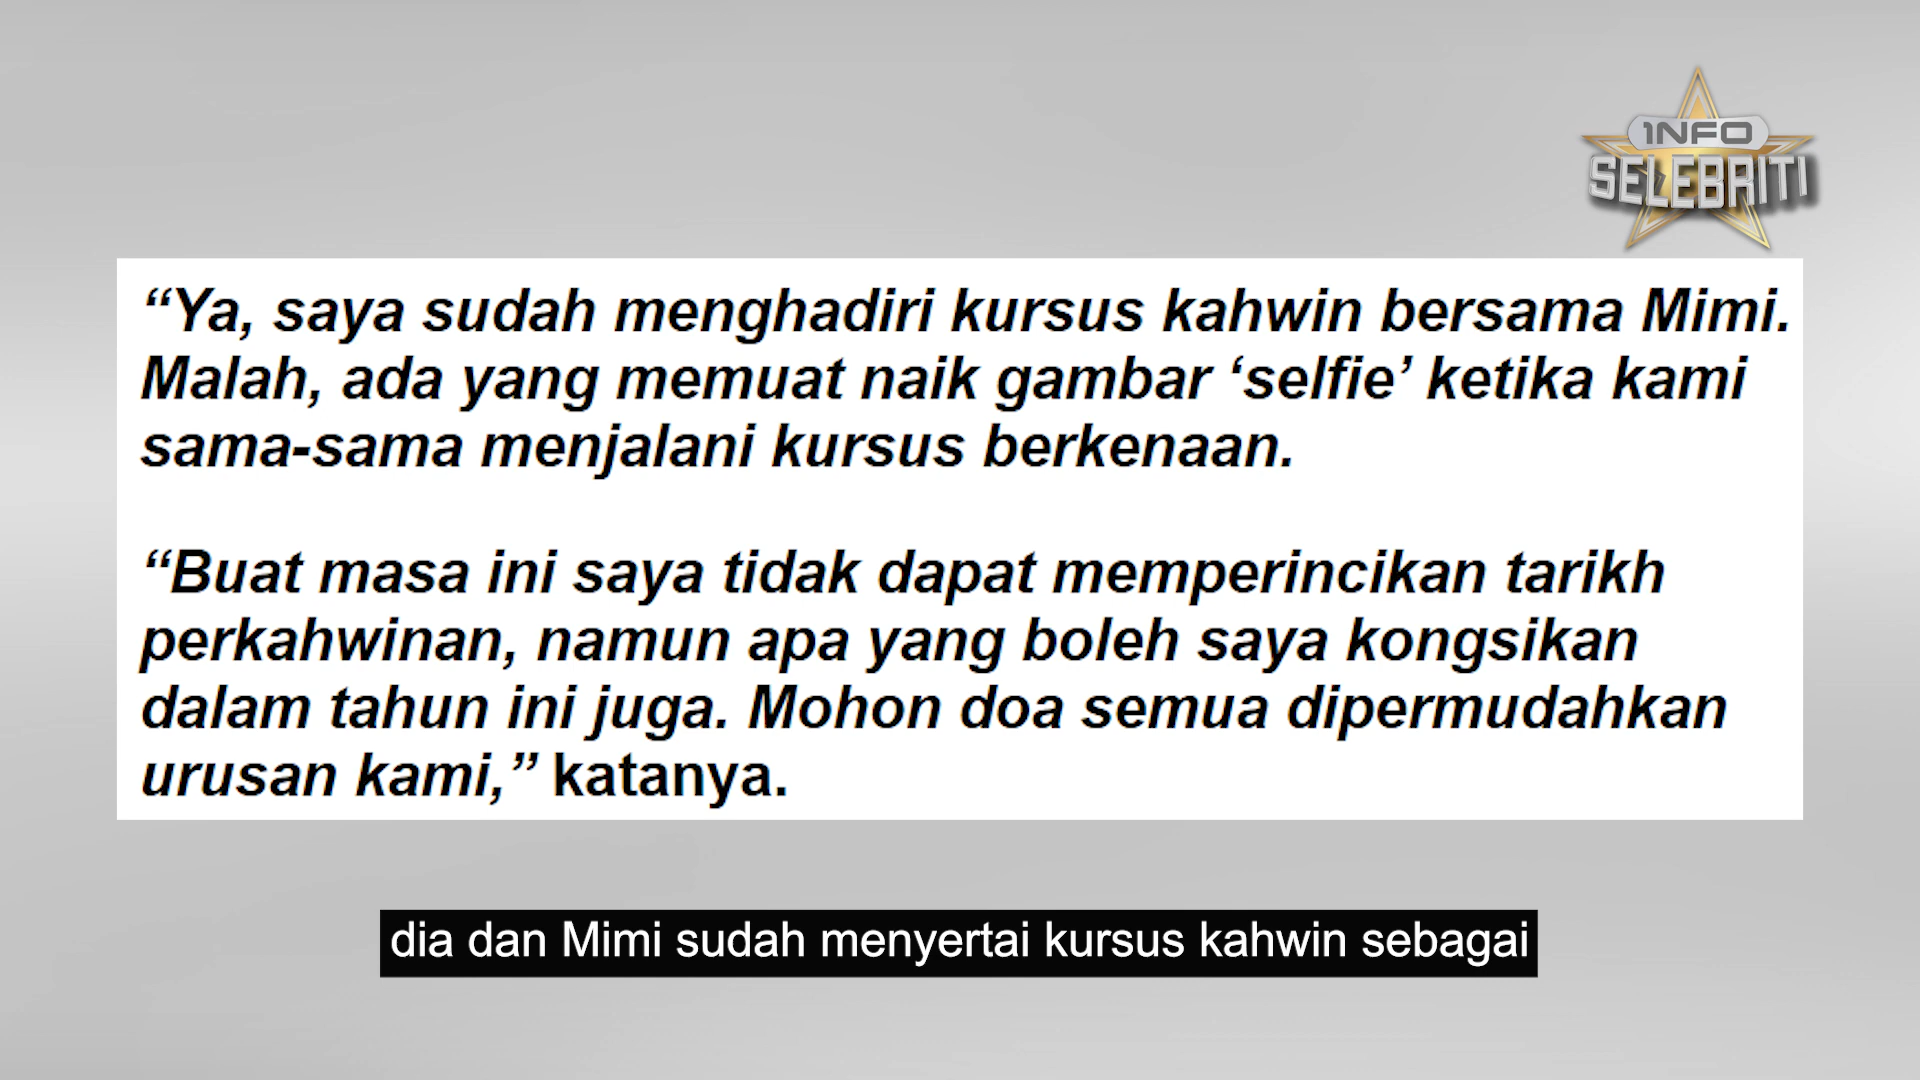 1NFO
SELEBRITI
“Ya, saya sudah menghadiri kursus kahwin bersama Mimi.
Malah, ada yang memuat naik gambar ‘selfie’ ketika kami
sama-sama menjalani kursus berkenaan.
“Buat masa ini saya tidak dapat memperincikan tarikh
perkahwinan, namun apa yang boleh saya kongsikan
dalam tahun ini juga. Mohon doa semua dipermudahkan
urusan kami,” katanya.
dia dan Mimi sudah menyertai kursus kahwin sebagai